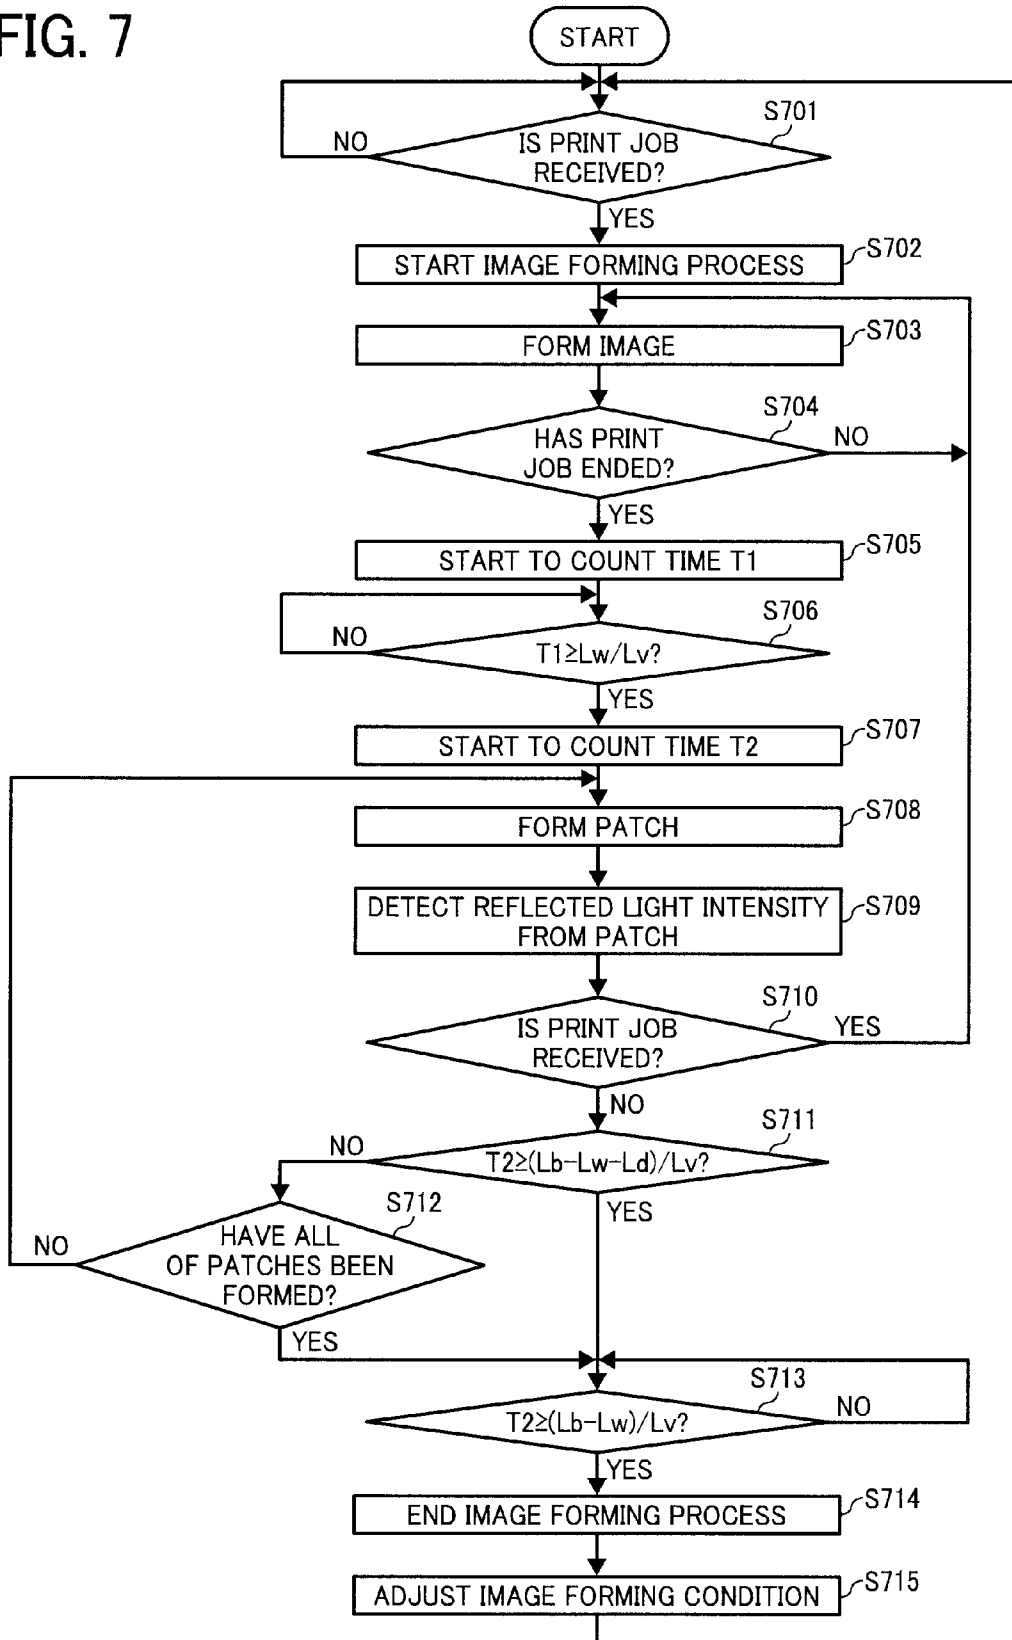 FIG. 7
START
S701
IS PRINT JOB
RECEIVED?
NO
YES
S702
START IMAGE FORMING PROCESS
S703
FORM IMAGE
S704
HAS PRINT
JOB ENDED?
NO
YES
S705
START TO COUNT TIME T1
S706
NO
T1≥Lw/Lv?
YES
S707
START TO COUNT TIME T2
S708
FORM PATCH
S709
DETECT REFLECTED LIGHT INTENSITY
FROM PATCH
S710
IS PRINT JOB
RECEIVED?
YES
NO
S711
NO
T2≥(Lb-Lw-Ld)/Lv?
YES
S712
HAVE ALL
OF PATCHES BEEN
FORMED?
NO
YES
S713
T2≥(Lb-Lw)/Lv?
NO
YES
S714
END IMAGE FORMING PROCESS
S715
ADJUST IMAGE FORMING CONDITION